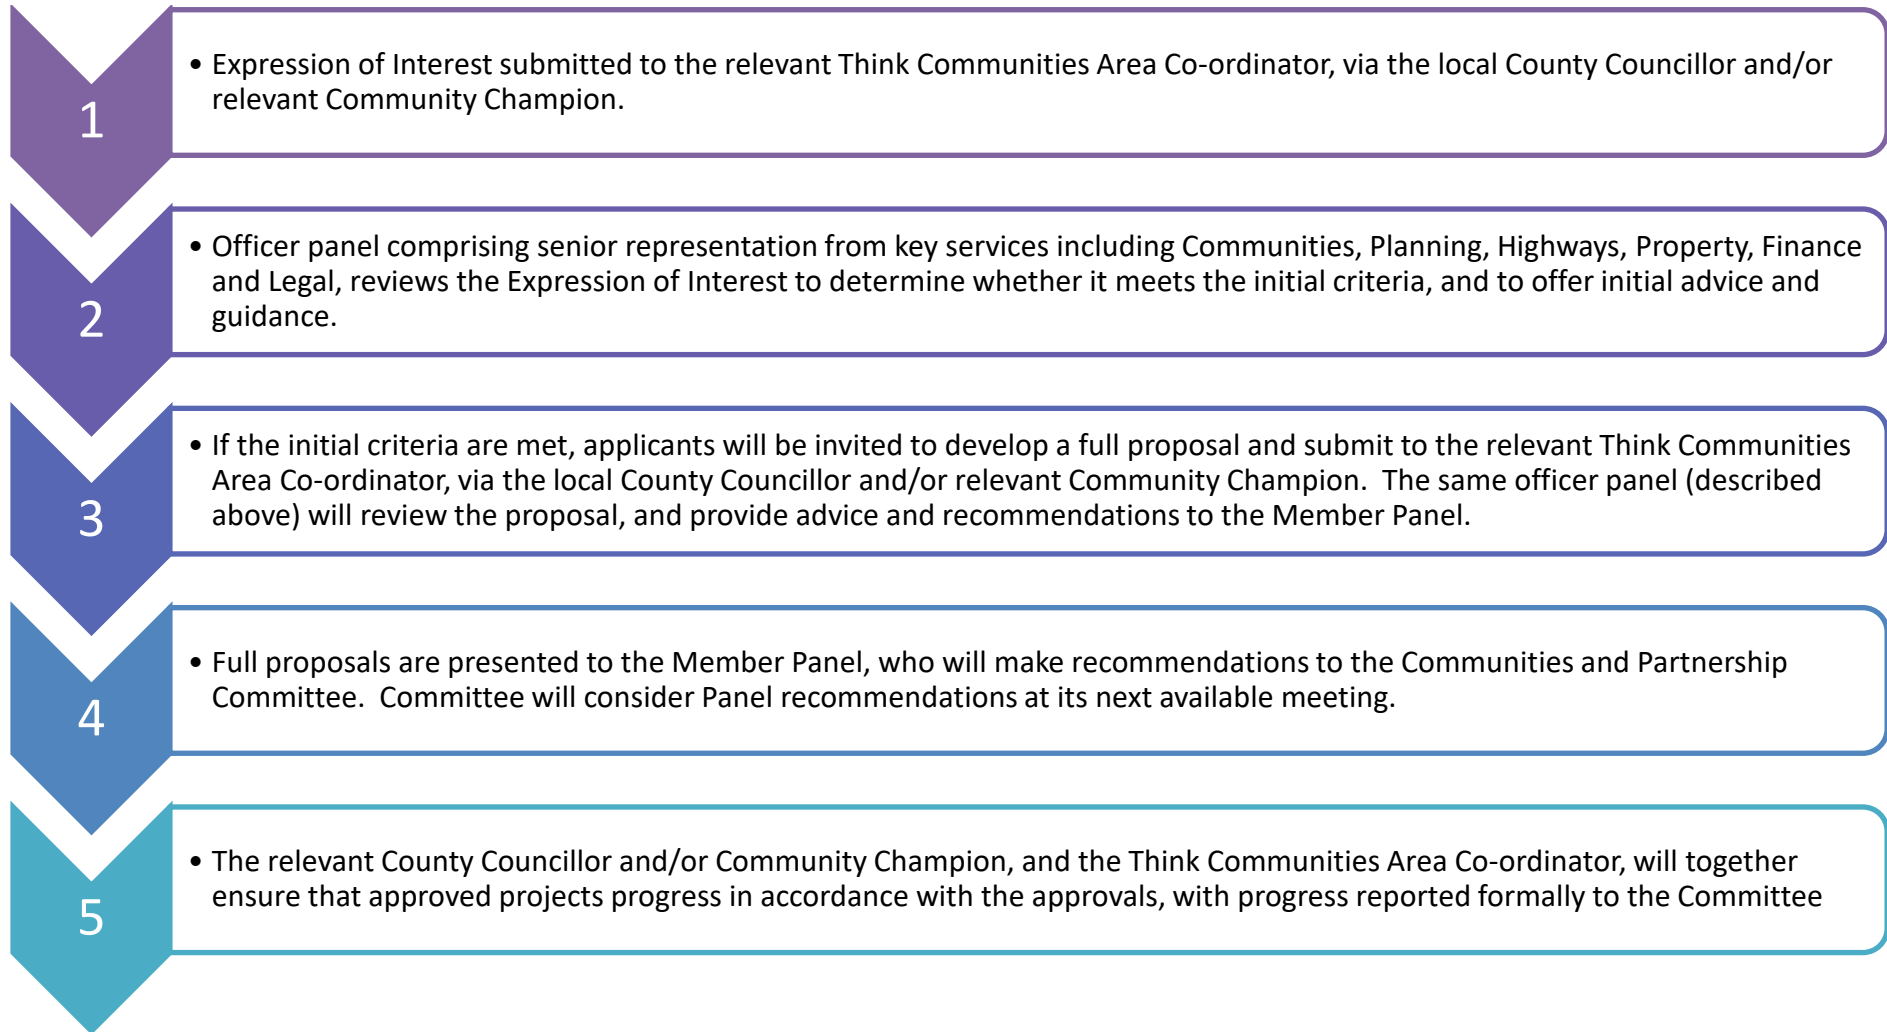 1
• Expression of Interest submitted to the relevant Think Communities Area Co-ordinator, via the local County Councillor and/or
relevant Community Champion.
2
• Officer panel comprising senior representation from key services including Communities, Planning, Highways, Property, Finance
and Legal, reviews the Expression of Interest to determine whether it meets the initial criteria, and to offer initial advice and
guidance.
3
• If the initial criteria are met, applicants will be invited to develop a full proposal and submit to the relevant Think Communities
Area Co-ordinator, via the local County Councillor and/or relevant Community Champion.  The same officer panel (described
above) will review the proposal, and provide advice and recommendations to the Member Panel.
4
• Full proposals are presented to the Member Panel, who will make recommendations to the Communities and Partnership
Committee.  Committee will consider Panel recommendations at its next available meeting.
5
• The relevant County Councillor and/or Community Champion, and the Think Communities Area Co-ordinator, will together
ensure that approved projects progress in accordance with the approvals, with progress reported formally to the Committee